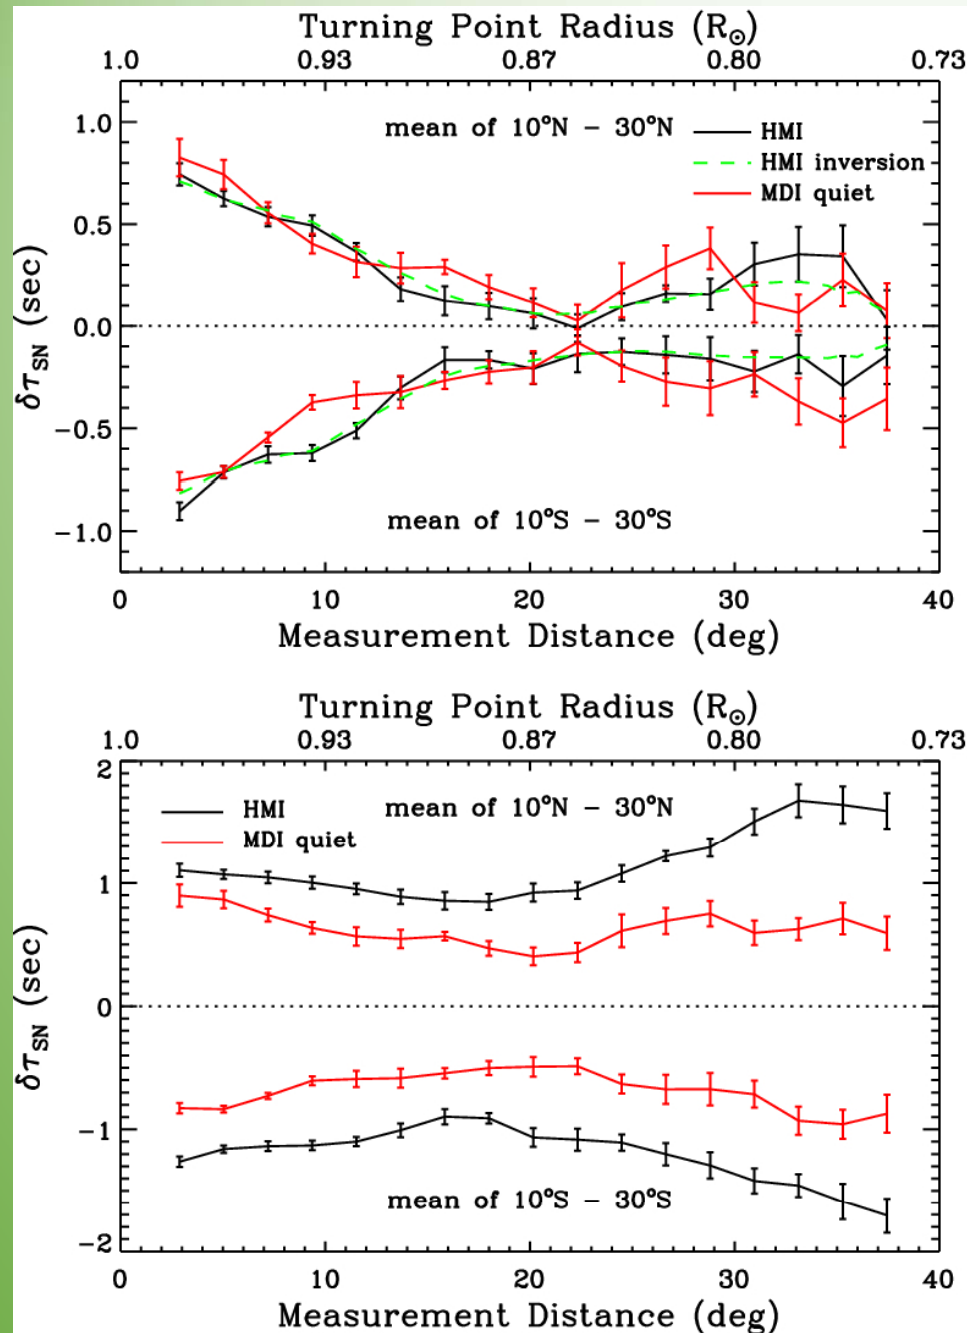 Turning Point Radius (R☉)
1.0 0.93 0.87 0.80 0.73
mean of 10°N – 30°N
HMI
HMI inversion
MDI quiet
1.0
0.5
0.0
−0.5
−1.0
δτSN (sec)
mean of 10°S – 30°S
0 10 20 30 40
Measurement Distance (deg)
Turning Point Radius (R☉)
1.0 0.93 0.87 0.80 0.73
HMI
MDI quiet
mean of 10°N – 30°N
2
1
0
−1
−2
δτSN (sec)
mean of 10°S – 30°S
0 10 20 30 40
Measurement Distance (deg)